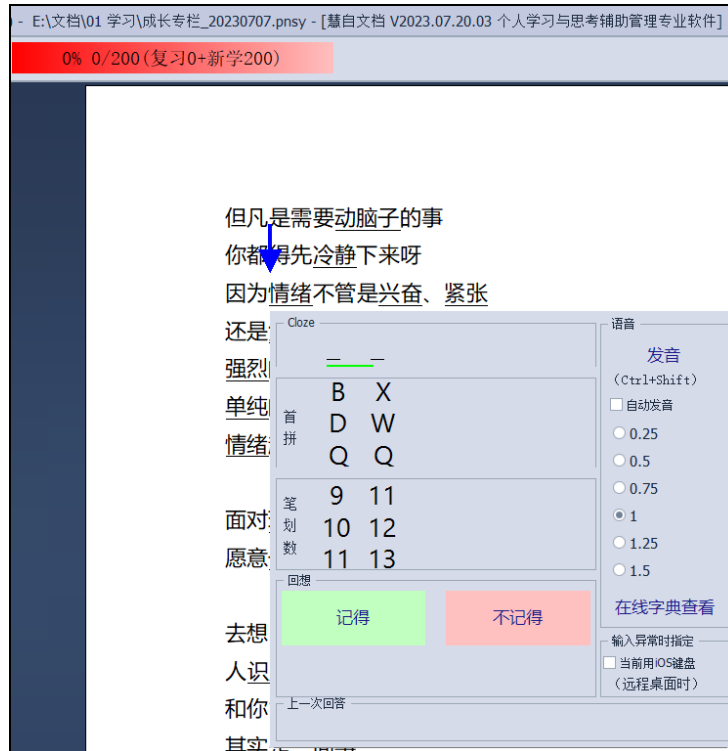 - E:\文档\01 学习\成长专栏_20230707.pnsy - [慧自文档 V2023.07.20.03 个人学习与思考辅助管理专业软件]
0% 0/200(复习0+新学200)
但凡是需要动脑子的事
你都得先冷静下来呀
因为情绪不管是兴奋、紧张
还是
强烈
单纯
情绪
面对
愿意
去想
人识
和你
其实
Cloze
_ _
首拼
B X
D W
Q Q
笔划数
9 11
10 12
11 13
回想
记得 不记得
上一次回答
语音
发音
(Ctrl+Shift)
自动发音
0.25
0.5
0.75
1
1.25
1.5
在线字典查看
输入异常时指定
当前用iOS键盘
(远程桌面时)